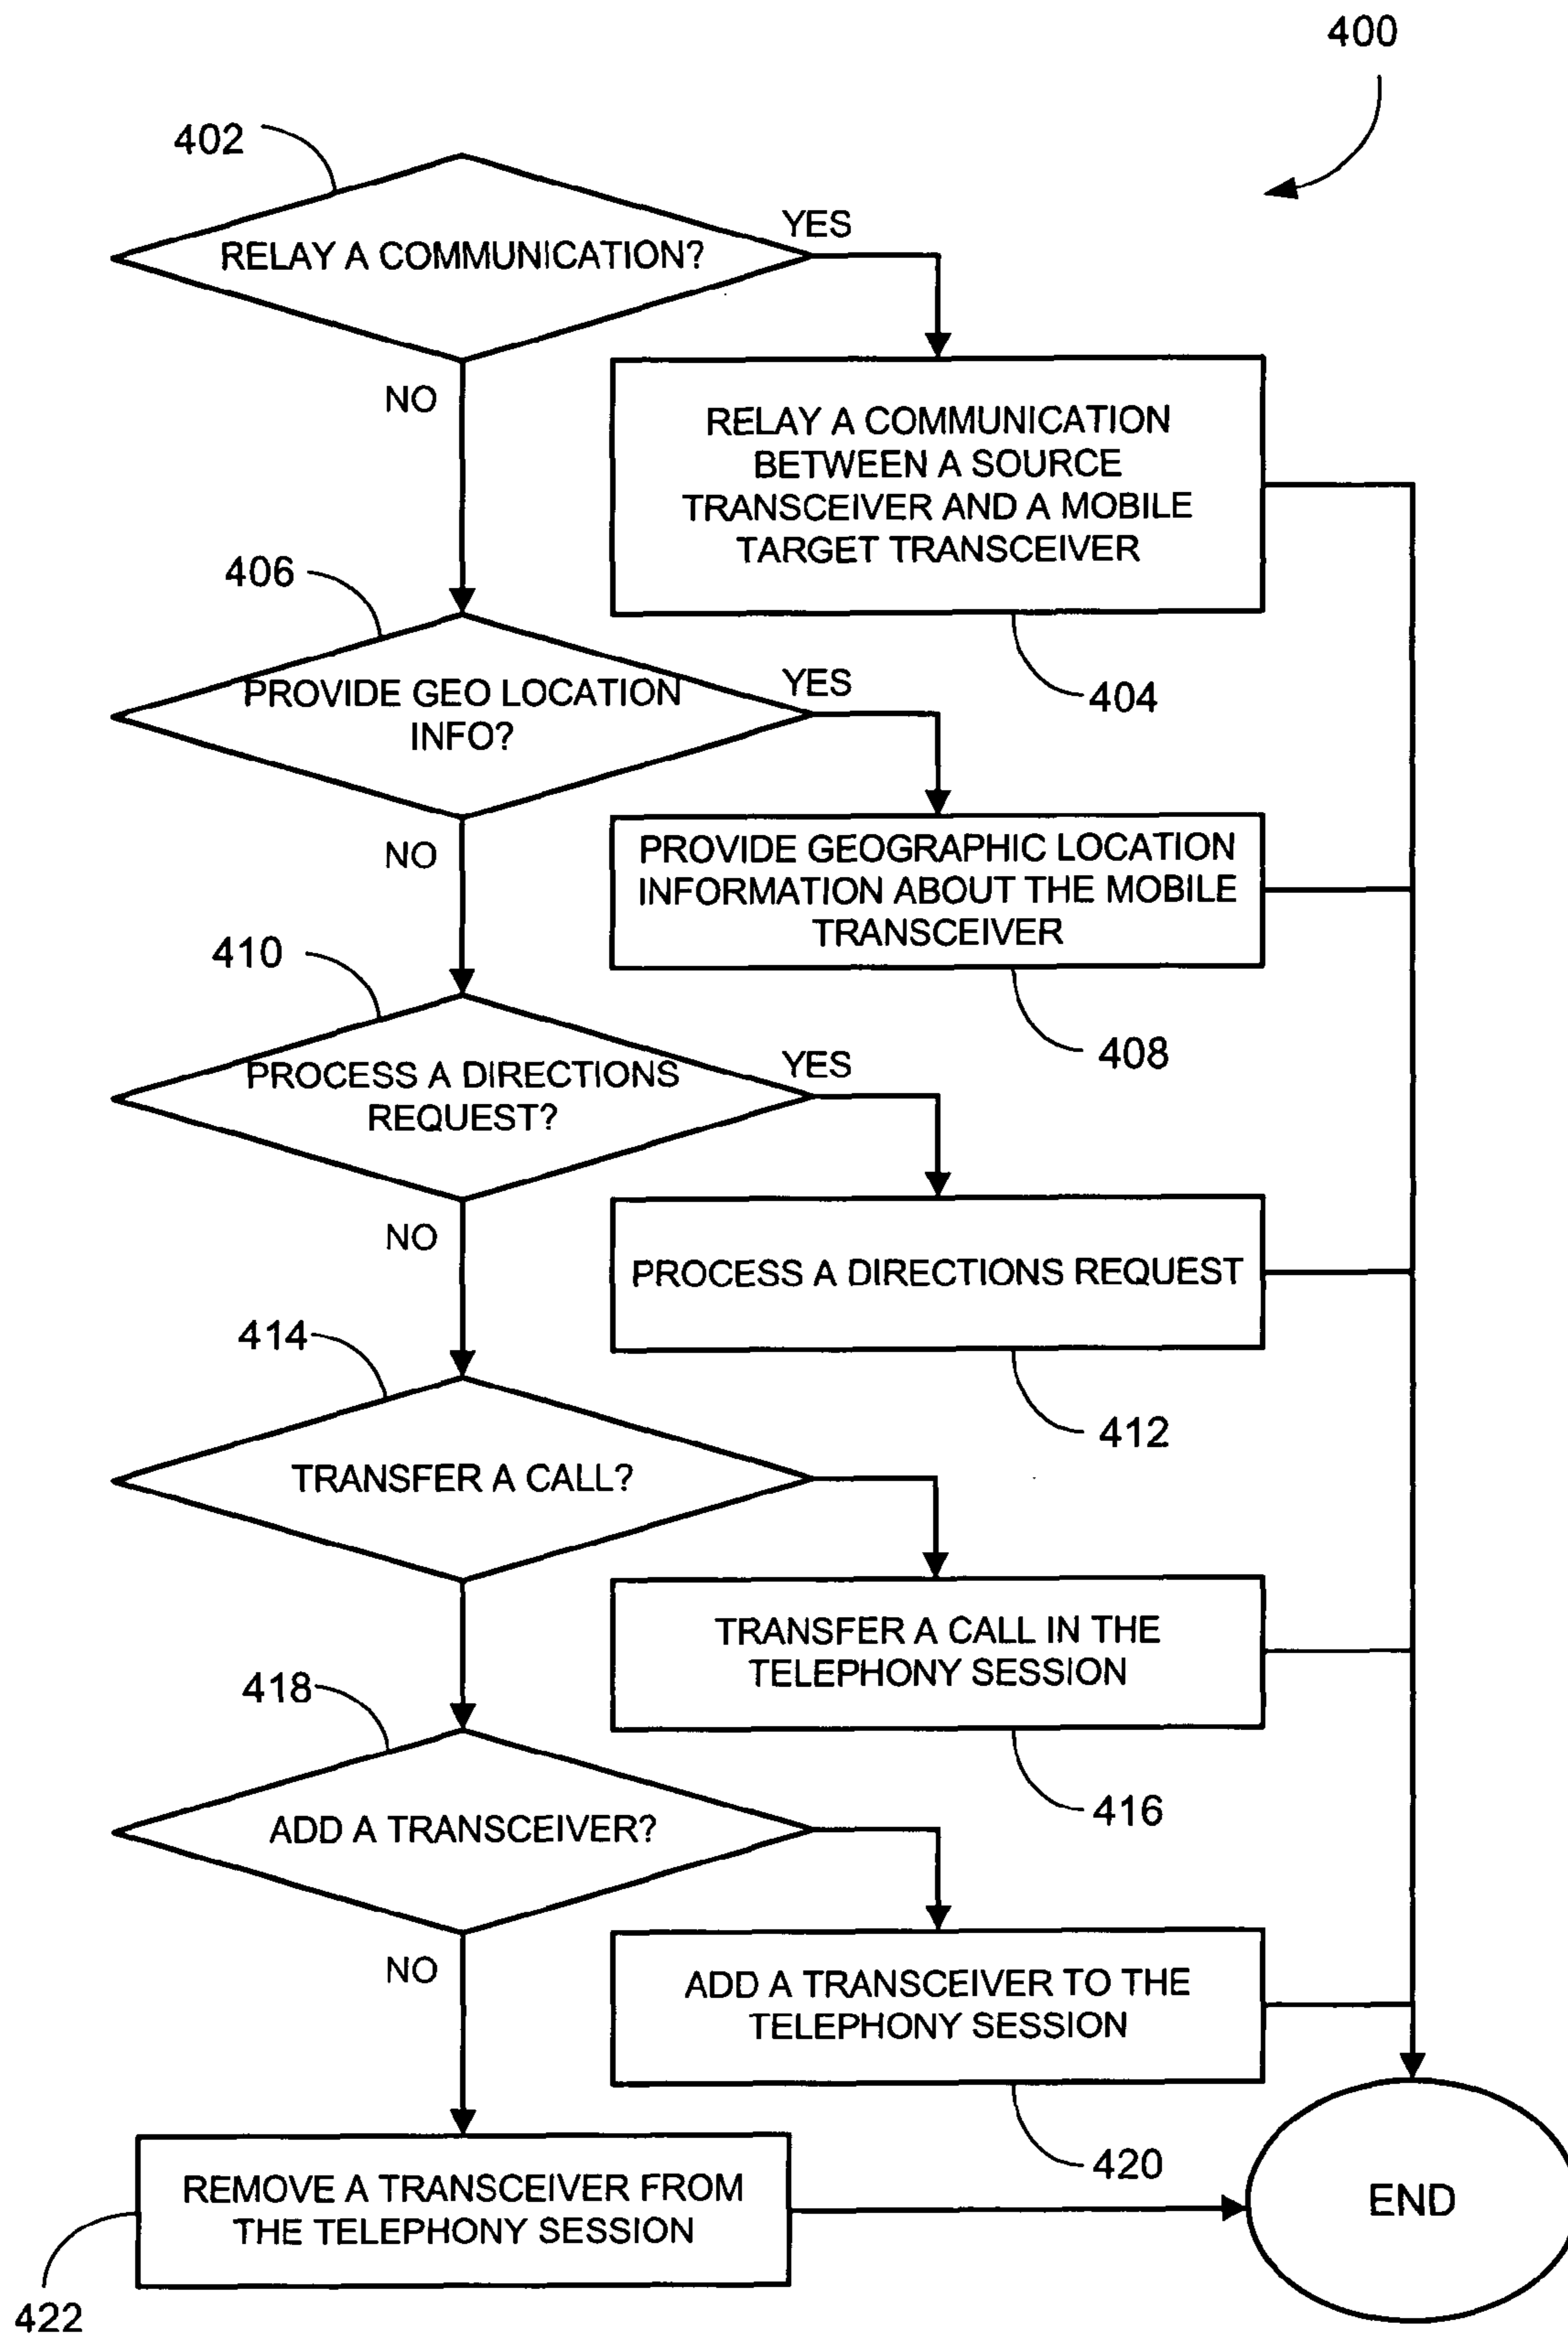 400
402
RELAY A COMMUNICATION?
YES
NO
RELAY A COMMUNICATION
BETWEEN A SOURCE
TRANSCEIVER AND A MOBILE
TARGET TRANSCEIVER
404
406
PROVIDE GEO LOCATION
INFO?
YES
NO
PROVIDE GEOGRAPHIC LOCATION
INFORMATION ABOUT THE MOBILE
TRANSCEIVER
408
410
PROCESS A DIRECTIONS
REQUEST?
YES
NO
PROCESS A DIRECTIONS REQUEST
412
414
TRANSFER A CALL?
TRANSFER A CALL IN THE
TELEPHONY SESSION
416
418
ADD A TRANSCEIVER?
NO
ADD A TRANSCEIVER TO THE
TELEPHONY SESSION
420
REMOVE A TRANSCEIVER FROM
THE TELEPHONY SESSION
422
END